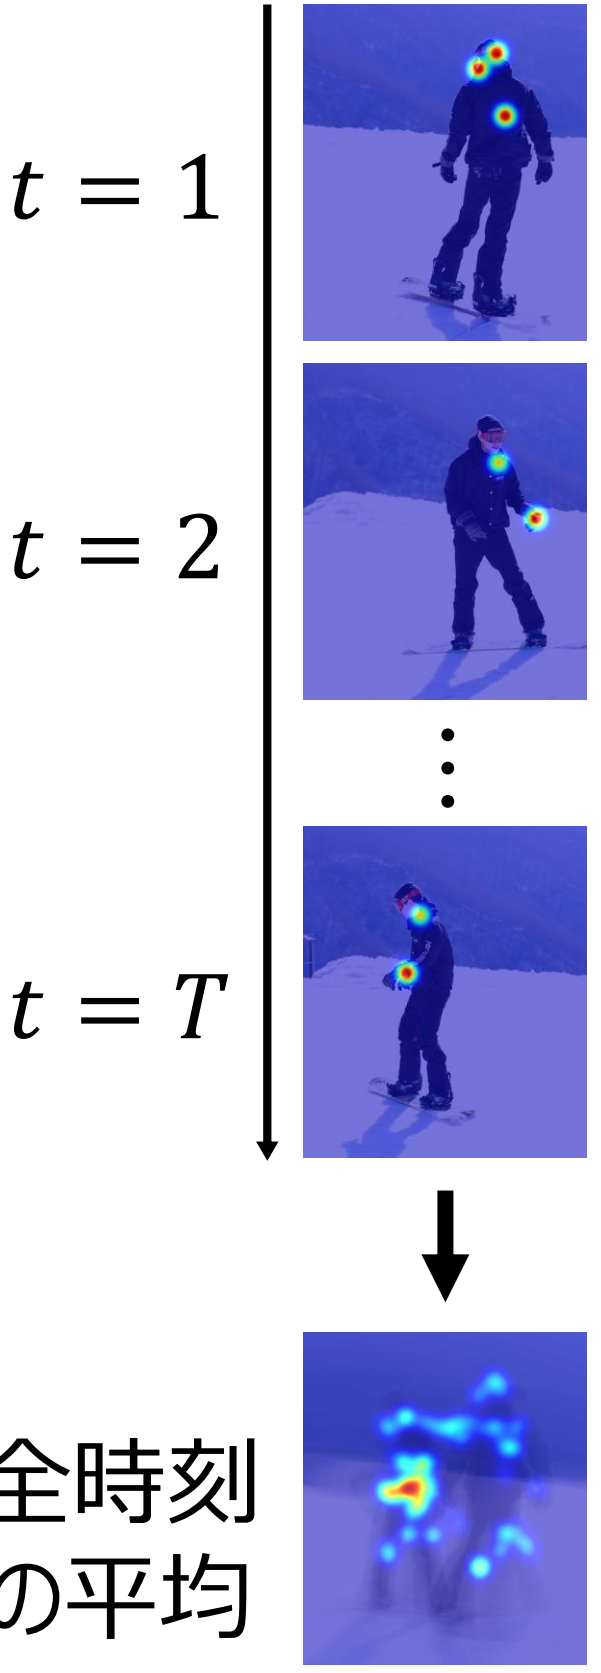 t = 1
t = 2
t = T
全時刻
の平均